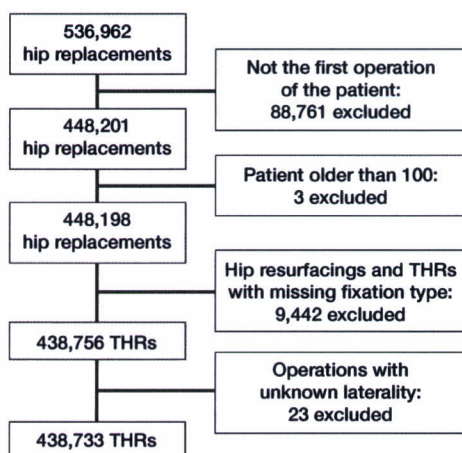 536,962
hip replacements
Not the first operation
of the patient:
88,761 excluded
448,201
hip replacements
Patient older than 100:
3 excluded
448,198
hip replacements
Hip resurfacings and THRs
with missing fixation type:
9,442 excluded
438,756 THRs
Operations with
unknown laterality:
23 excluded
438,733 THRs